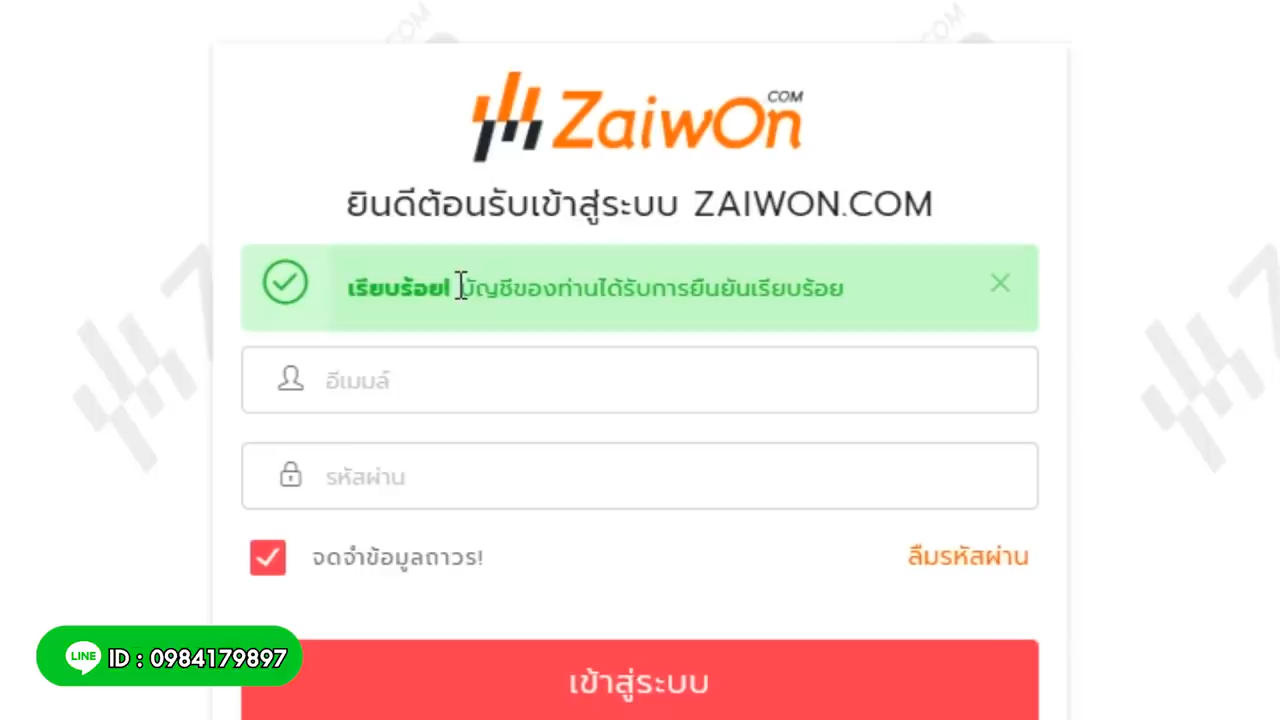 ZaiwOn
COM
ยินดีต้อนรับเข้าสู่ระบบ ZAIWON.COM
เรียบร้อย! บัญชีของท่านได้รับการยืนยันเรียบร้อย
อีเมมล์
รหัสผ่าน
จดจำข้อมูลถาวร!
ลืมรหัสผ่าน
LINE ID : 0984179897
เข้าสู่ระบบ